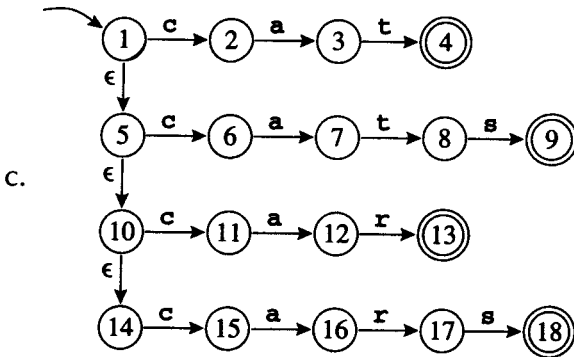 c a t
1 2 3 4
ϵ
c a t s
5 6 7 8 9
c.
ϵ
c a r
10 11 12 13
ϵ
c a r s
14 15 16 17 18